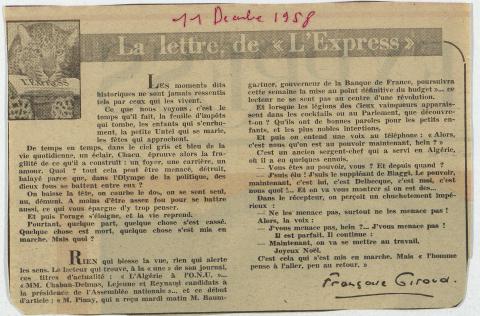 11 Decembre 1958
La lettre de « L'Express »
L'EXPRESS
LES moments dits
historiques ne sont jamais ressentis
tels par ceux qui les vivent.
Ce que nous voyons, c'est le
temps qu'il fait, la feuille d'impôts
qui tombe, les enfants qui s'enrhu-
ment, la petite Untel qui se marie,
les fêtes qui approchent.
De temps en temps, dans le ciel gris et bleu de la
vie quotidienne, un éclair. Chacun éprouve alors la fra-
gilité de ce qu'il a construit : un foyer, une carrière, un
amour. Quoi ? tout cela peut être menacé, détruit,
balayé parce que, dans l'Olympe de la politique, des
dieux fous se battent entre eux ?
On baisse la tête, on courbe le dos, on se sent seul,
nu, démuni. A moins d'être assez fou pour se battre
aussi, ce qui vous épargne d'y trop penser.
Et puis l'orage s'éloigne, et la vie reprend.
Pourtant, quelque part, quelque chose s'est cassé.
Quelque chose est mort, quelque chose s'est mis en
marche. Mais quoi ?
RIEN qui blesse la vue, rien qui alerte
les sens. Le lecteur qui trouve, à la « une » de son journal,
ces titres d'actualité : « L'Algérie à l'O.N.U. »...
« MM. Chaban-Delmas, Lejeune et Reynaud candidats à
la présidence de l'Assemblée nationale »... et ce début
d'article : « M. Pinay, qui a reçu mardi matin M. Baum-
gartner, gouverneur de la Banque de France, poursuivra
cette semaine la mise au point définitive du budget »... ce
lecteur ne se sent pas au centre d'une révolution.
Et lorsque les légions des cieux vainqueurs apparais-
sent dans les cocktails ou au Parlement, que découvre-
t-on ? Qu'ils ont de bonnes paroles pour les petits en-
fants, et les plus nobles intentions.
Et puis on entend une voix au téléphone : « Alors,
c'est nous qu'on est au pouvoir maintenant, hein ? »
C'est un ancien sergent-chef qui a servi en Algérie,
où il a eu quelques ennuis.
— Vous êtes au pouvoir, vous ? Et depuis quand ?
— J'suis élu ! J'suis le suppléant de Biaggi. Le pouvoir,
maintenant, c'est lui, c'est Delbecque, c'est moi, c'est
nous quoi !... Et on va vous montrer si on est des...
Dans le récepteur, on perçoit un chuchotement impé-
rieux :
— Ne les menace pas, surtout ne les menace pas !
Alors, la voix :
— J'vous menace pas, hein ?... J'vous menace pas !
Il est parfait. Il continue :
— Maintenant, on va se mettre au travail.
Joyeux Noël.
C'est cela qui s'est mis en marche. Mais « l'homme
pense à l'aller, peu au retour. »
Françoise Giroud.